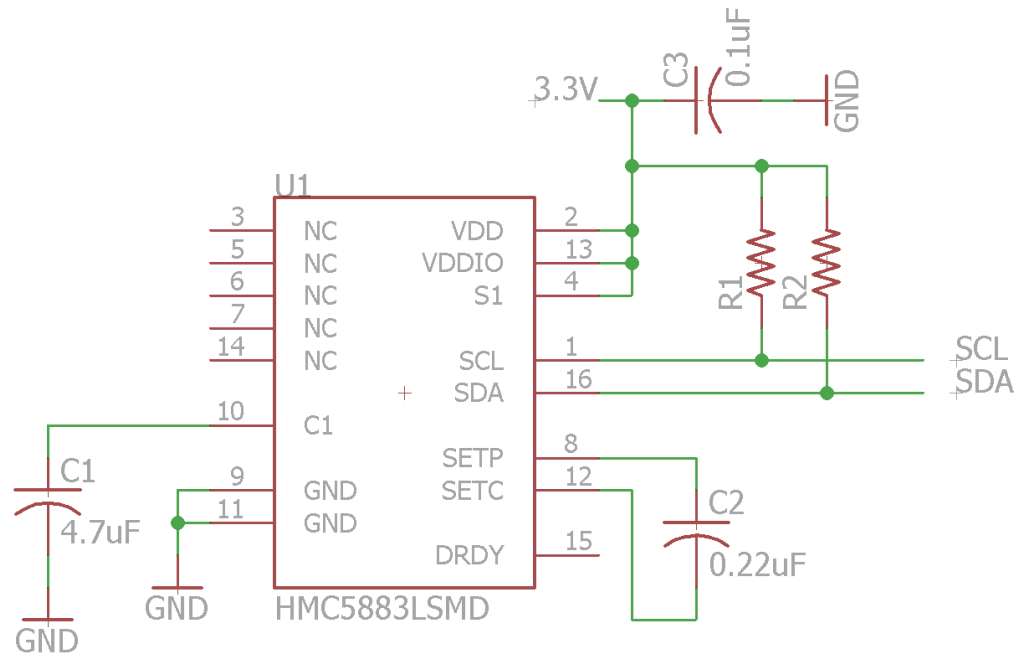 0.1uF
C3
3.3V
GND
U1
3 NC VDD 2
5 NC VDDIO 13
6 NC S1 4
7 NC
14 NC SCL 1
SDA 16
R1
R2
SCL
SDA
10 C1
SETP 8
9 GND SETC 12
11 GND
DRDY 15
C1
4.7uF
C2
0.22uF
GND
HMC5883LSMD
GND